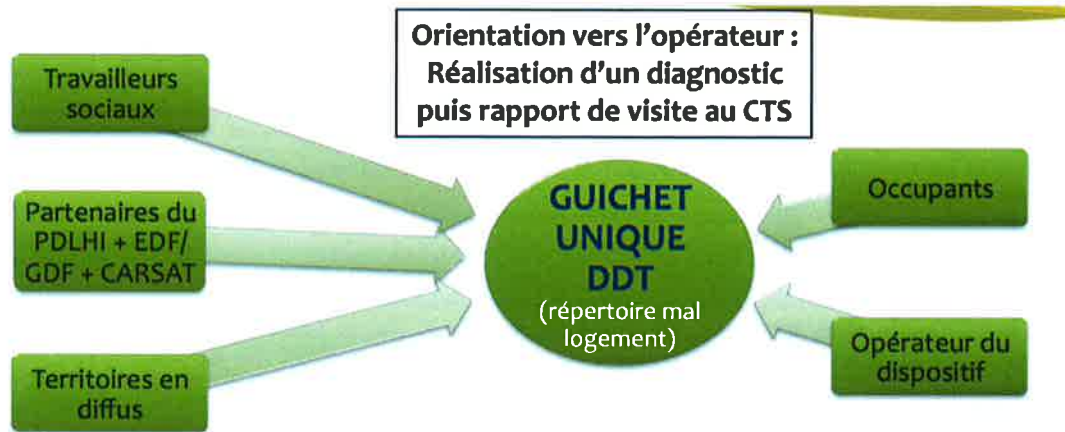 Orientation vers l'opérateur :
Réalisation d'un diagnostic
puis rapport de visite au CTS
Travailleurs
sociaux
Partenaires du
PDLHI + EDF/
GDF + CARSAT
Territoires en
diffus
GUICHET
UNIQUE
DDT
(répertoire mal
logement)
Occupants
Opérateur du
dispositif